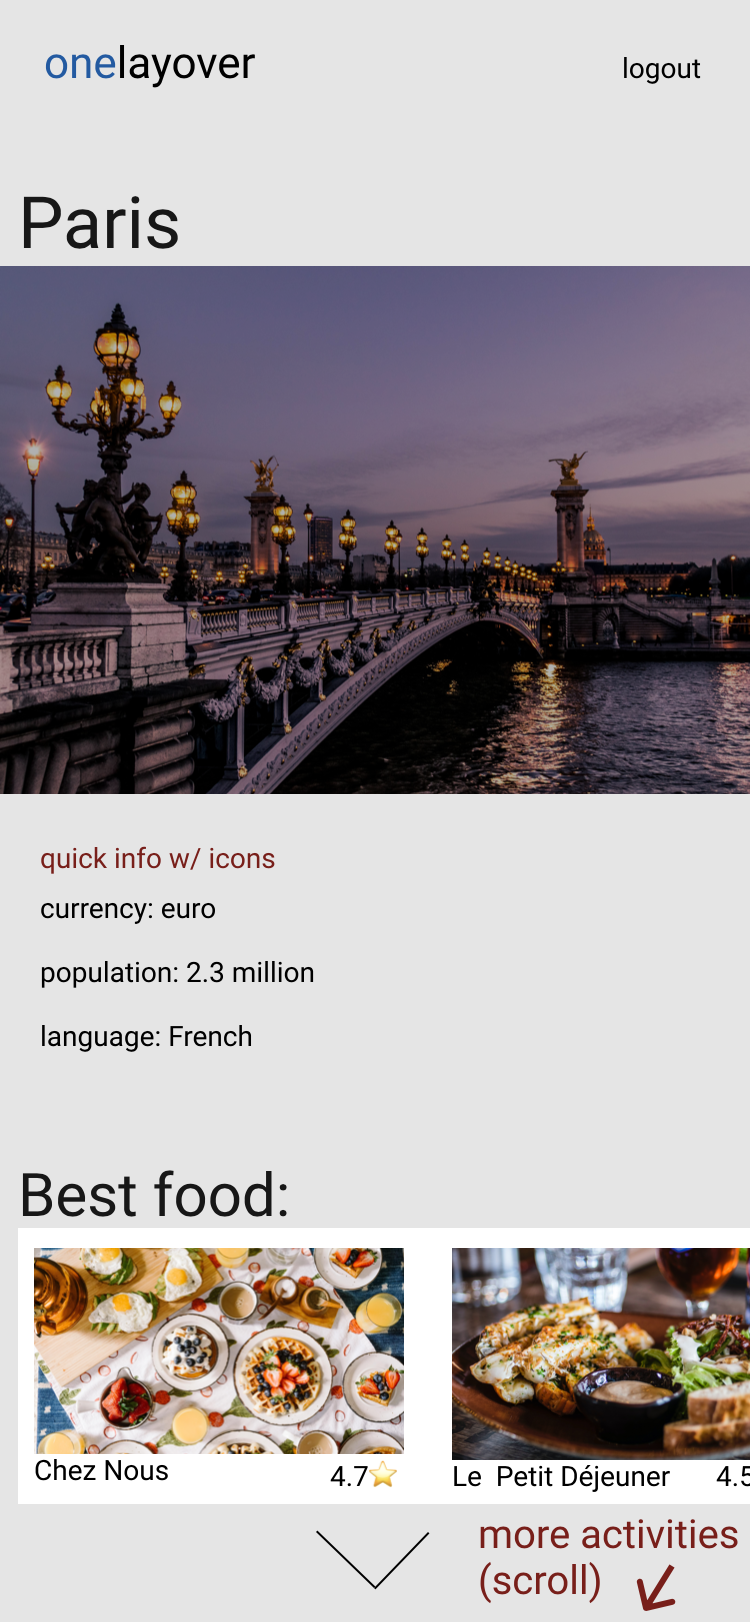 onelayover
logout
Paris
quick info w/ icons
currency: euro
population: 2.3 million
language: French
Best food:
Chez Nous
4.7⭐
Le  Petit Déjeuner
4.5
more activities
(scroll)